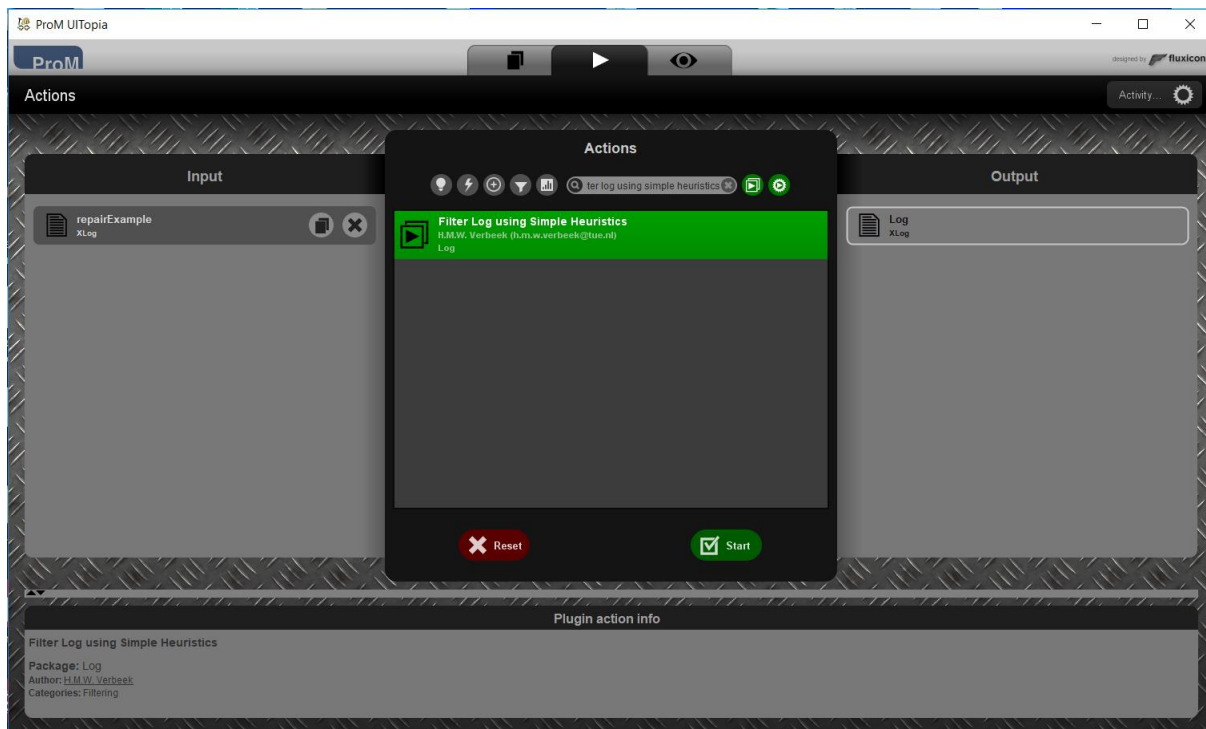 ProM UITopia
ProM
designed by fluxicon
Actions
Activity...
Actions
Input
Output
ter log using simple heuristics
repairExample
XLog
Filter Log using Simple Heuristics
H.M.W. Verbeek (h.m.w.verbeek@tue.nl)
Log
Log
XLog
Reset
Start
Plugin action info
Filter Log using Simple Heuristics
Package: Log
Author: H.M.W. Verbeek
Categories: Filtering